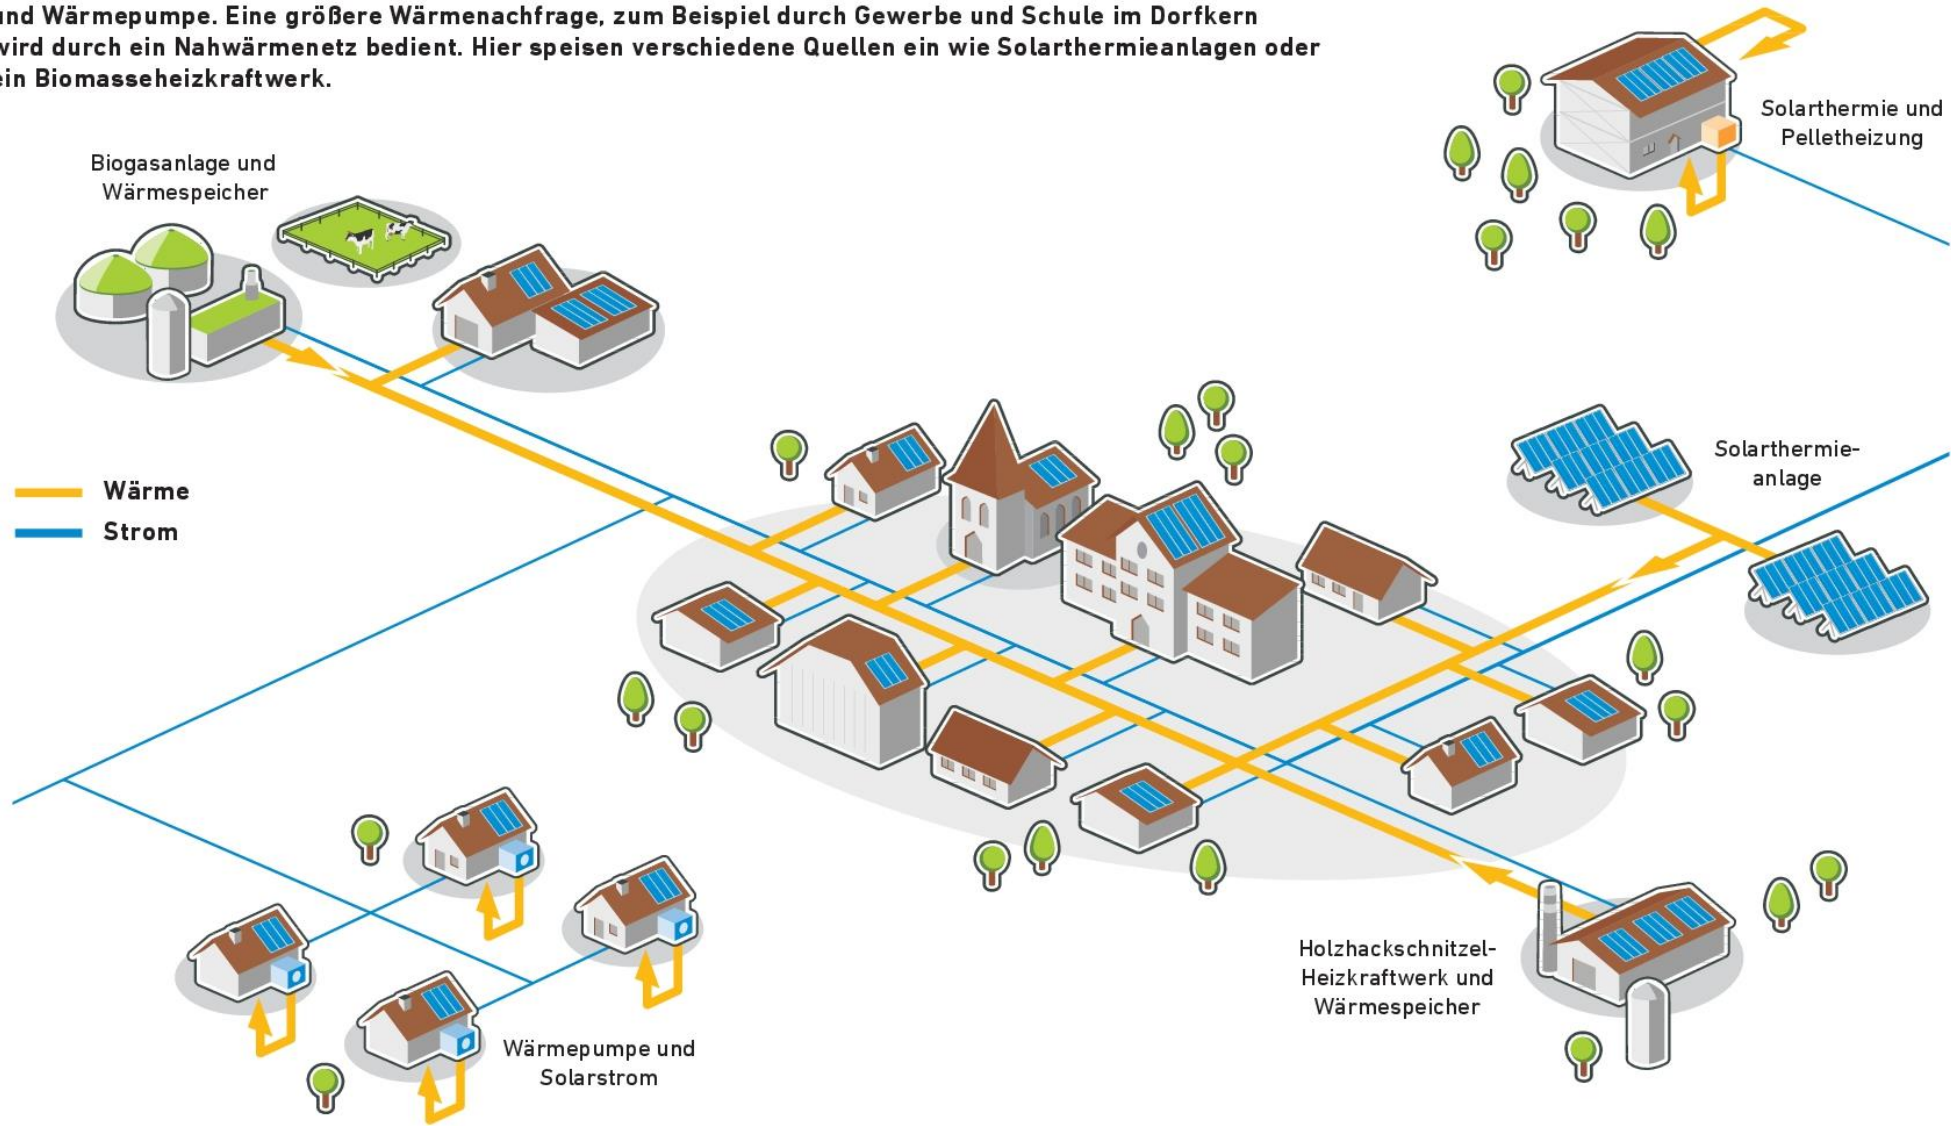 und Wärmepumpe. Eine größere Wärmenachfrage, zum Beispiel durch Gewerbe und Schule im Dorfkern
wird durch ein Nahwärmenetz bedient. Hier speisen verschiedene Quellen ein wie Solarthermieanlagen oder
ein Biomasseheizkraftwerk.
Solarthermie und
Pelletheizung
Biogasanlage und
Wärmespeicher
Solarthermie-
anlage
Wärme
Strom
Holzhackschnitzel-
Heizkraftwerk und
Wärmespeicher
Wärmepumpe und
Solarstrom